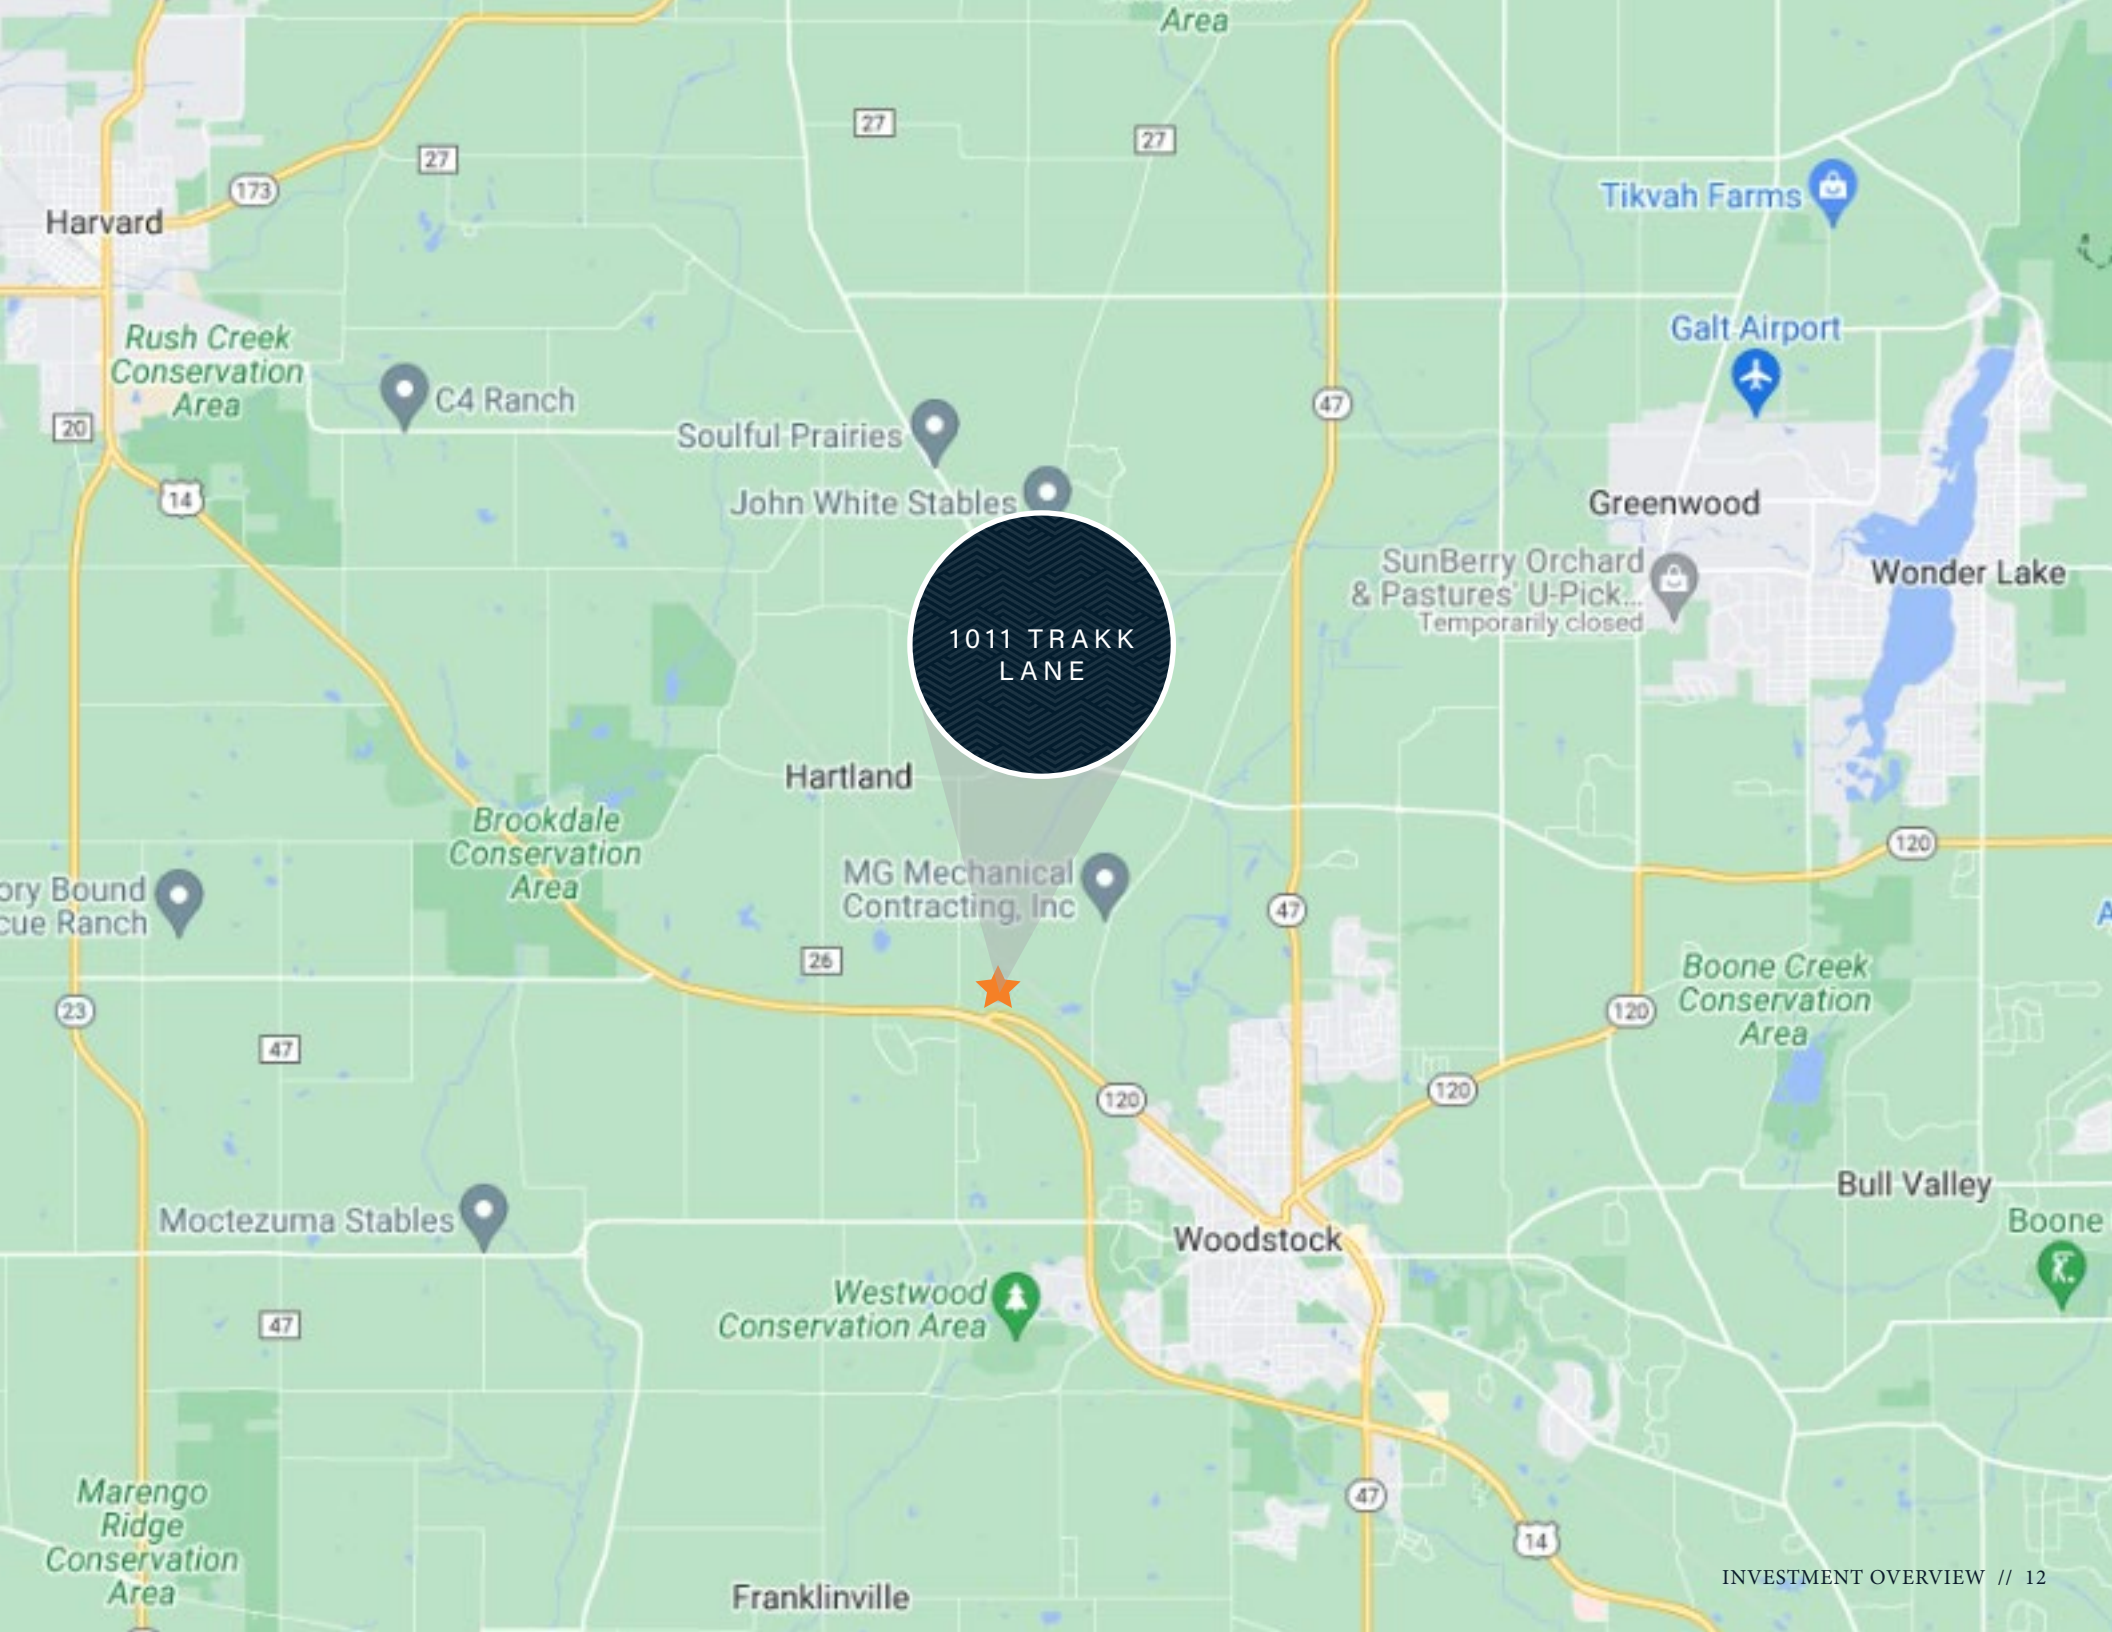 Area
27
27
27
173
Harvard
Tikvah Farms
Galt Airport
Rush Creek
Conservation
Area
C4 Ranch
47
20
Soulful Prairies
14
John White Stables
Greenwood
SunBerry Orchard
& Pastures' U-Pick...
Temporarily closed
Wonder Lake
1011 TRAKK
LANE
Hartland
Brookdale
Conservation
Area
120
MG Mechanical
Contracting, Inc
ory Bound
cue Ranch
47
26
Boone Creek
Conservation
Area
23
120
47
120
120
Bull Valley
Moctezuma Stables
Boone
Woodstock
Westwood
Conservation Area
47
Marengo
Ridge
Conservation
Area
47
14
Franklinville
INVESTMENT OVERVIEW // 12